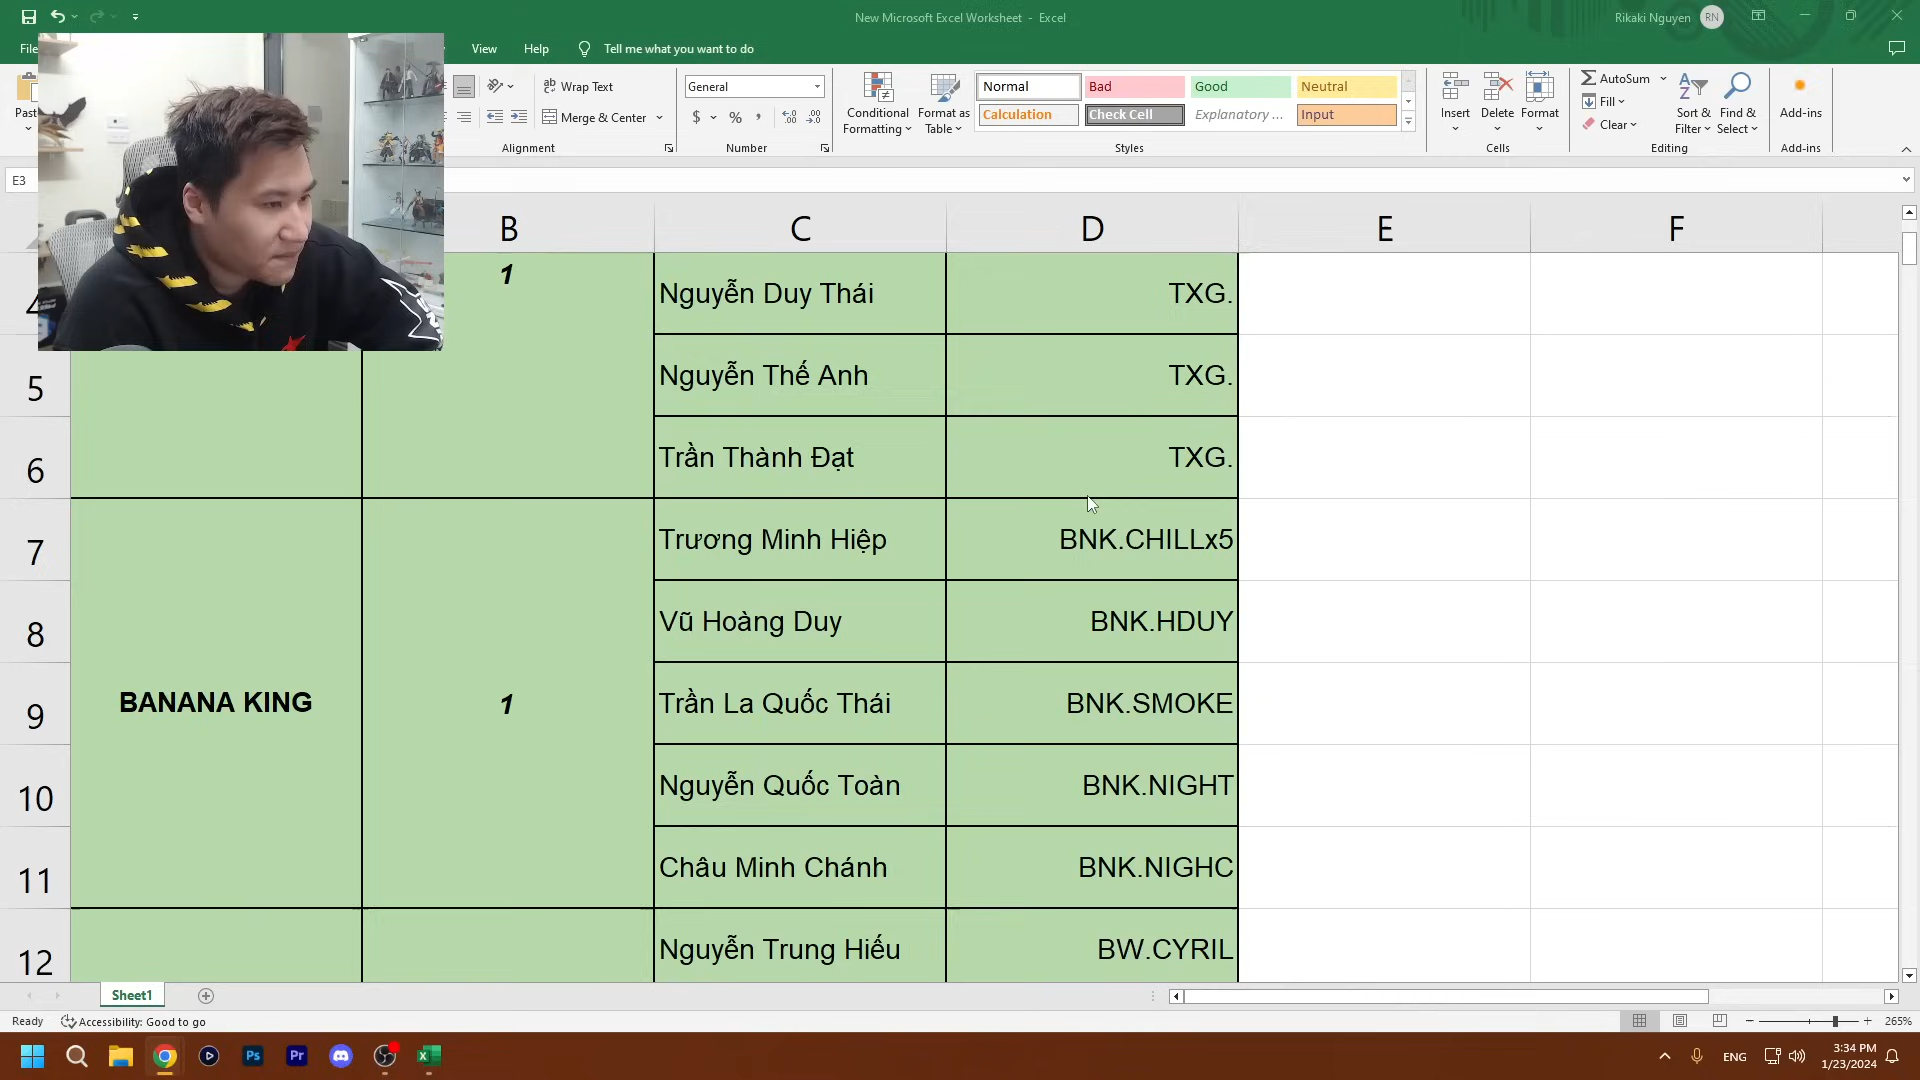 New Microsoft Excel Worksheet - Excel
Rikaki Nguyen
RN
File
View
Help
Tell me what you want to do
Paste
Wrap Text
Merge & Center
Alignment
General
$
%
Number
Conditional Formatting
Format as Table
Normal
Bad
Good
Neutral
Calculation
Check Cell
Explanatory ...
Input
Styles
Insert
Delete
Format
Cells
AutoSum
Fill
Clear
Sort & Filter
Find & Select
Editing
Add-ins
Add-ins
E3
B
C
D
E
F
4
1
Nguyễn Duy Thái
TXG.
5
Nguyễn Thế Anh
TXG.
6
Trần Thành Đạt
TXG.
7
Trương Minh Hiệp
BNK.CHILLx5
8
Vũ Hoàng Duy
BNK.HDUY
9
BANANA KING
1
Trần La Quốc Thái
BNK.SMOKE
10
Nguyễn Quốc Toàn
BNK.NIGHT
11
Châu Minh Chánh
BNK.NIGHC
12
Nguyễn Trung Hiếu
BW.CYRIL
Sheet1
Ready
Accessibility: Good to go
265%
Ps
Pr
ENG
3:34 PM
1/23/2024